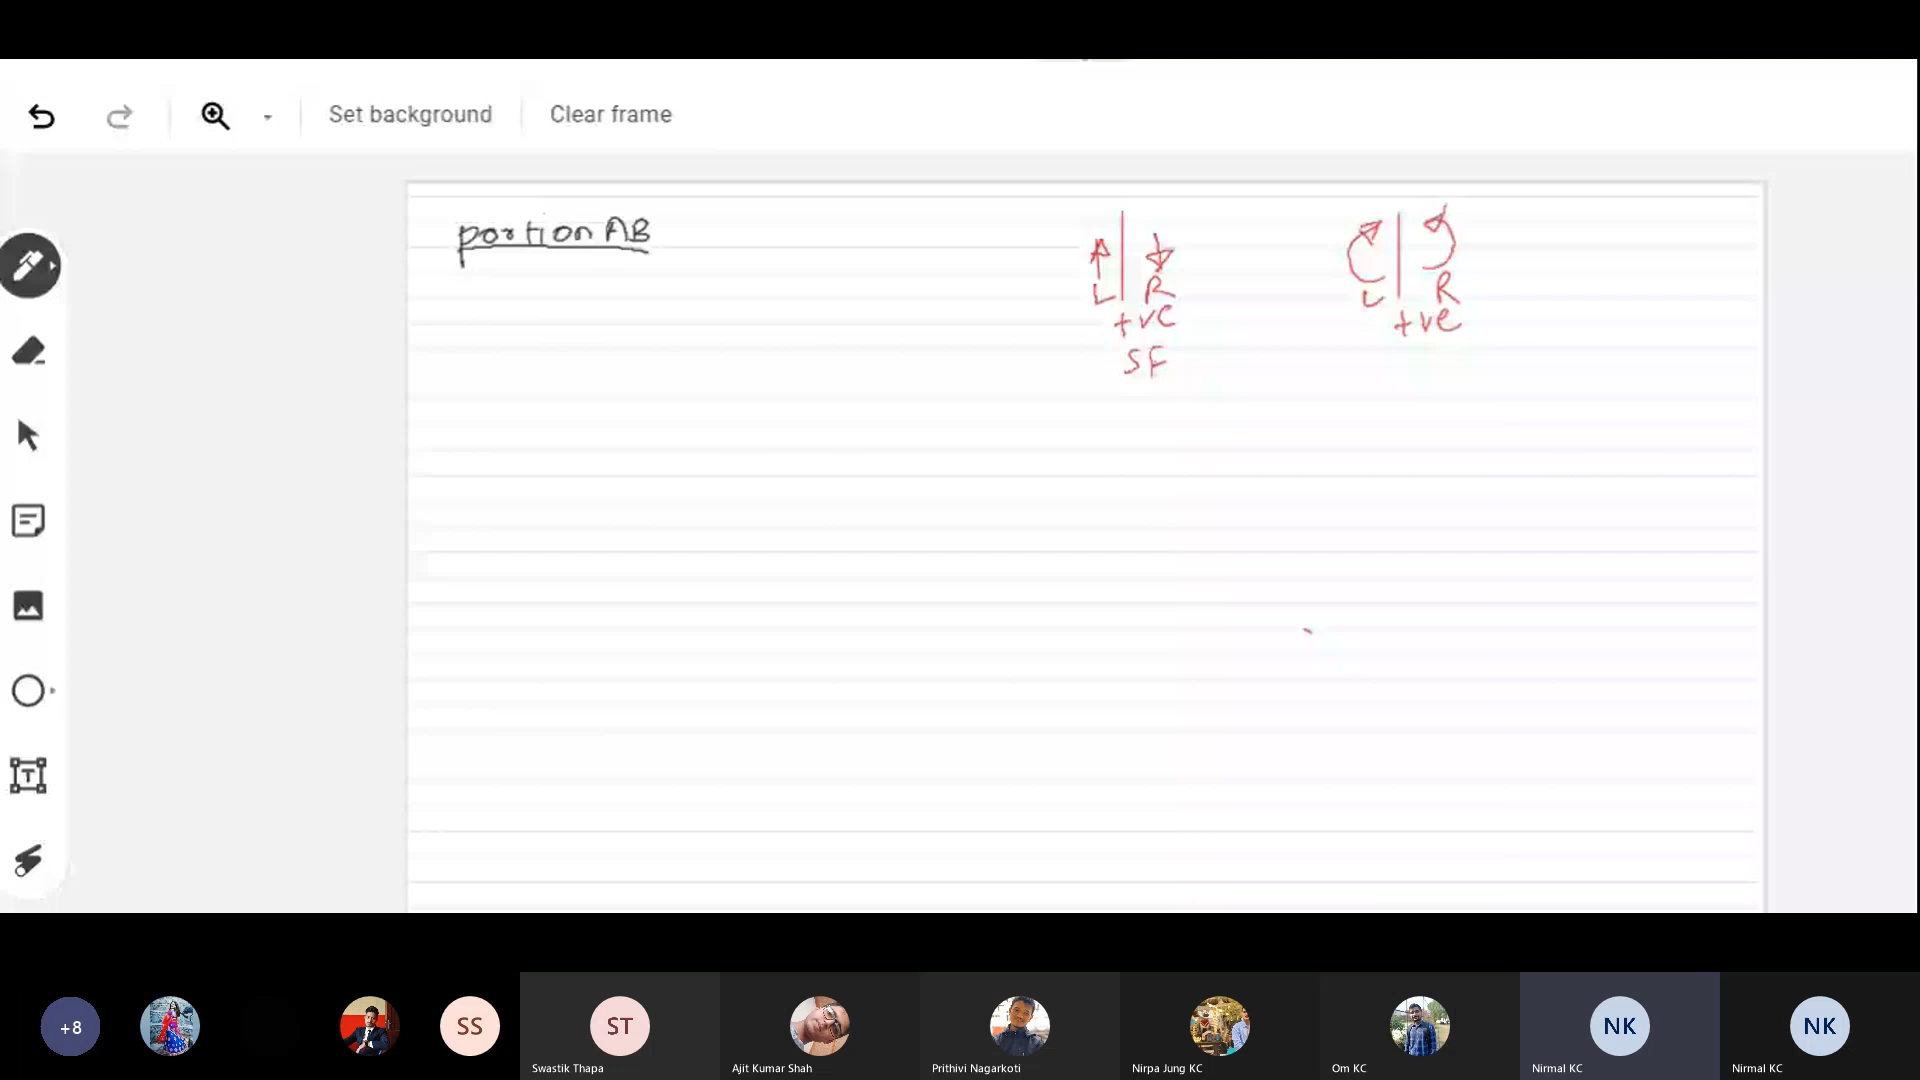 Set background
Clear frame
portion AB
L R
+ve
SF
L R
+ve
T
+8
SS
ST
NK
NK
Swastik Thapa
Ajit Kumar Shah
Prithivi Nagarkoti
Nirpa Jung KC
Om KC
Nirmal KC
Nirmal KC